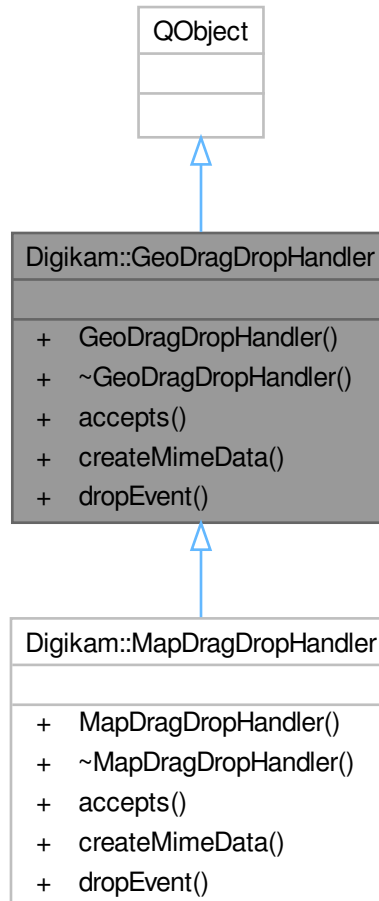 QObject
Digikam::GeoDragDropHandler
+ GeoDragDropHandler()
+ ~GeoDragDropHandler()
+ accepts()
+ createMimeData()
+ dropEvent()
Digikam::MapDragDropHandler
+ MapDragDropHandler()
+ ~MapDragDropHandler()
+ accepts()
+ createMimeData()
+ dropEvent()